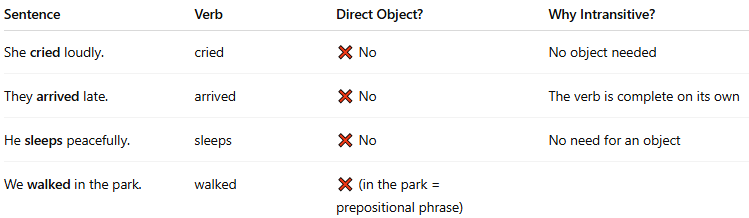 Sentence Verb Direct Object? Why Intransitive?
She cried loudly. cried ❌ No No object needed
They arrived late. arrived ❌ No The verb is complete on its own
He sleeps peacefully. sleeps ❌ No No need for an object
We walked in the park. walked ❌ (in the park =
prepositional phrase)